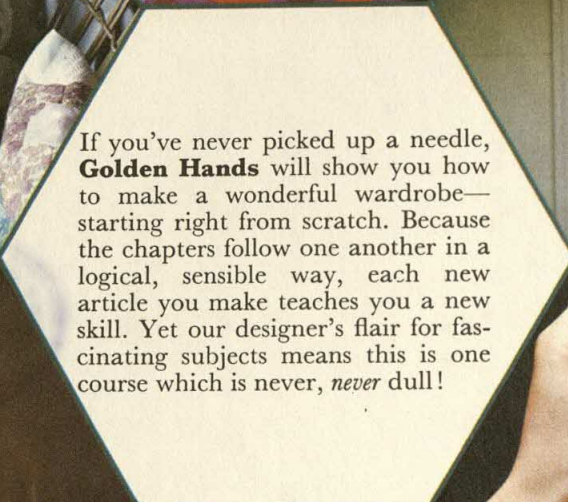 If you've never picked up a needle,
Golden Hands will show you how
to make a wonderful wardrobe—
starting right from scratch. Because
the chapters follow one another in a
logical, sensible way, each new
article you make teaches you a new
skill. Yet our designer's flair for fas-
cinating subjects means this is one
course which is never, never dull!